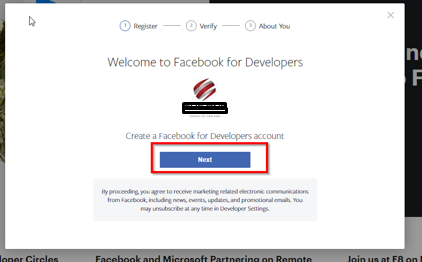 1 Register 2 Verify 3 About You
Welcome to Facebook for Developers
Create a Facebook for Developers account
Next
By proceeding, you agree to receive marketing related electronic communications
from Facebook, including news, events, updates, and promotional emails. You
may unsubscribe at any time in Developer Settings.
loper Circles
Facebook and Microsoft Partnering on Remote
Join us at F8 on